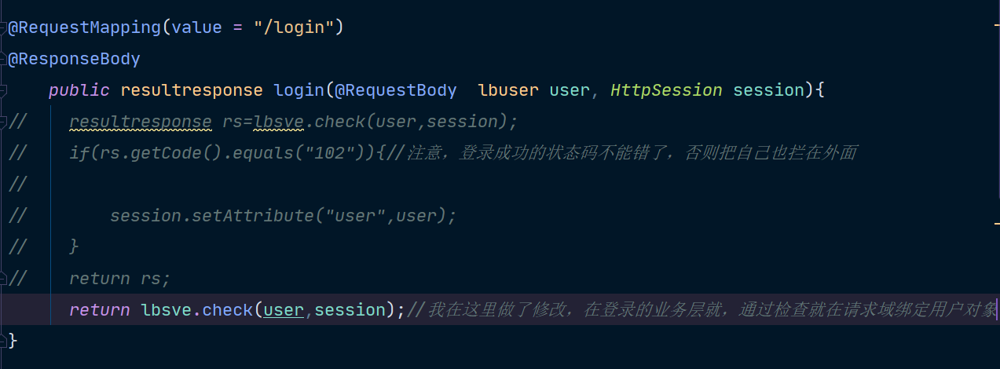 @RequestMapping(value = "/login")
@ResponseBody
public resultresponse login(@RequestBody  lbuser user, HttpSession session){
//    resultresponse rs=lbsve.check(user,session);
//    if(rs.getCode().equals("102")){//注意，登录成功的状态码不能错了，否则把自己也拦在外面
//
//        session.setAttribute("user",user);
//    }
//    return rs;
return lbsve.check(user,session);//我在这里做了修改，在登录的业务层就，通过检查就在请求域绑定用户对象
}